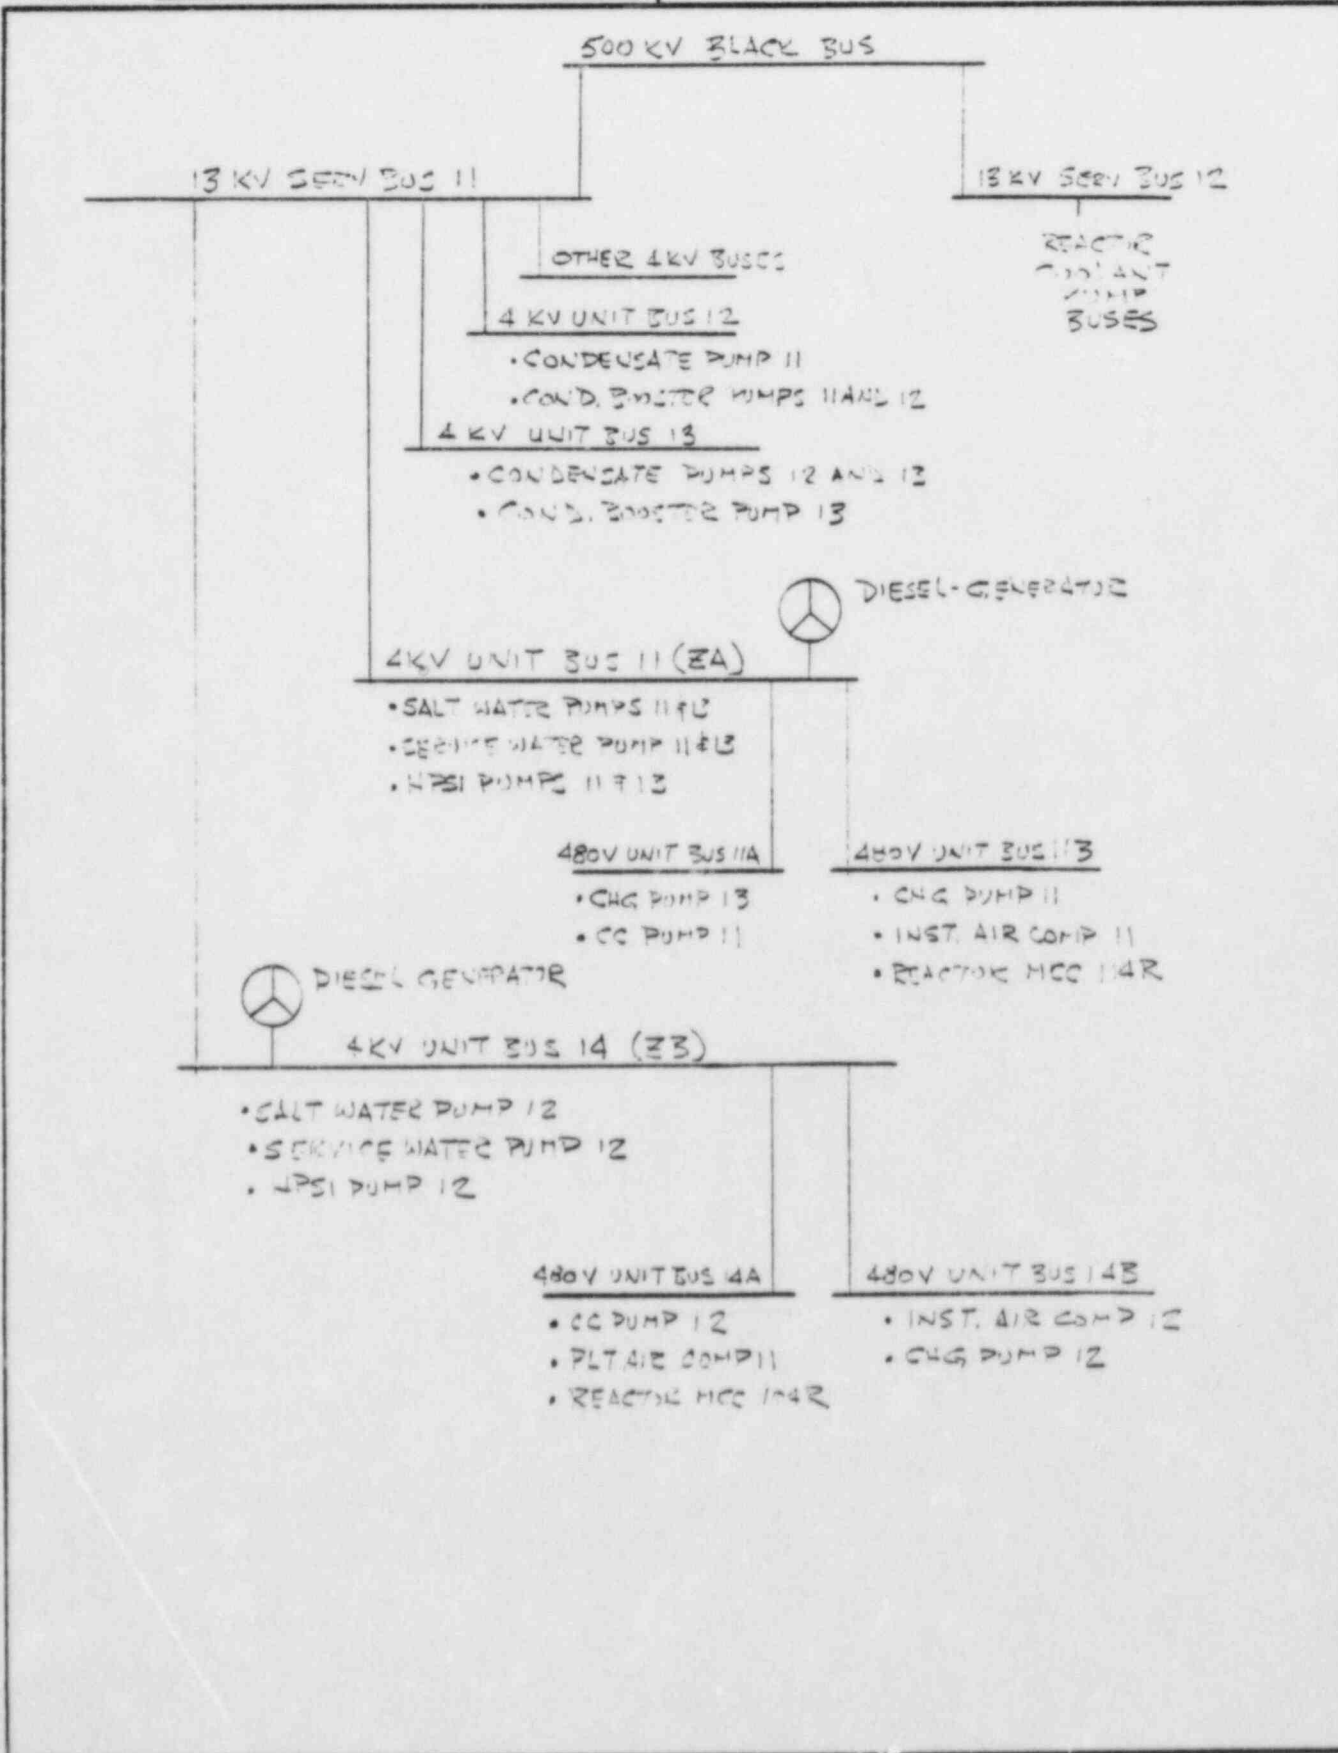 500 KV BLACK BUS
13 KV SERV BUS 11
13 KV SERV BUS 12
REACTOR
COOLANT
PUMP
BUSES
OTHER 4KV BUSES
4 KV UNIT BUS 12
• CONDENSATE PUMP 11
• COND. BOOSTER PUMPS 11 AND 12
4 KV UNIT BUS 13
• CONDENSATE PUMPS 12 AND 13
• COND. BOOSTER PUMP 13
DIESEL-GENERATOR
4KV UNIT BUS 11 (ZA)
• SALT WATER PUMPS 11 & 13
• SERVICE WATER PUMP 11 & 13
• HPSI PUMPS 11 & 13
480V UNIT BUS 11A
• CHG PUMP 13
• CC PUMP 11
480V UNIT BUS 11B
• CHG PUMP 11
• INST. AIR COMP 11
• REACTOR MCC 114R
DIESEL GENERATOR
4KV UNIT BUS 14 (ZB)
• SALT WATER PUMP 12
• SERVICE WATER PUMP 12
• HPSI PUMP 12
480V UNIT BUS 14A
• CC PUMP 12
• PLT AIR COMP 11
• REACTOR MCC 104R
480V UNIT BUS 14B
• INST. AIR COMP 12
• CHG PUMP 12